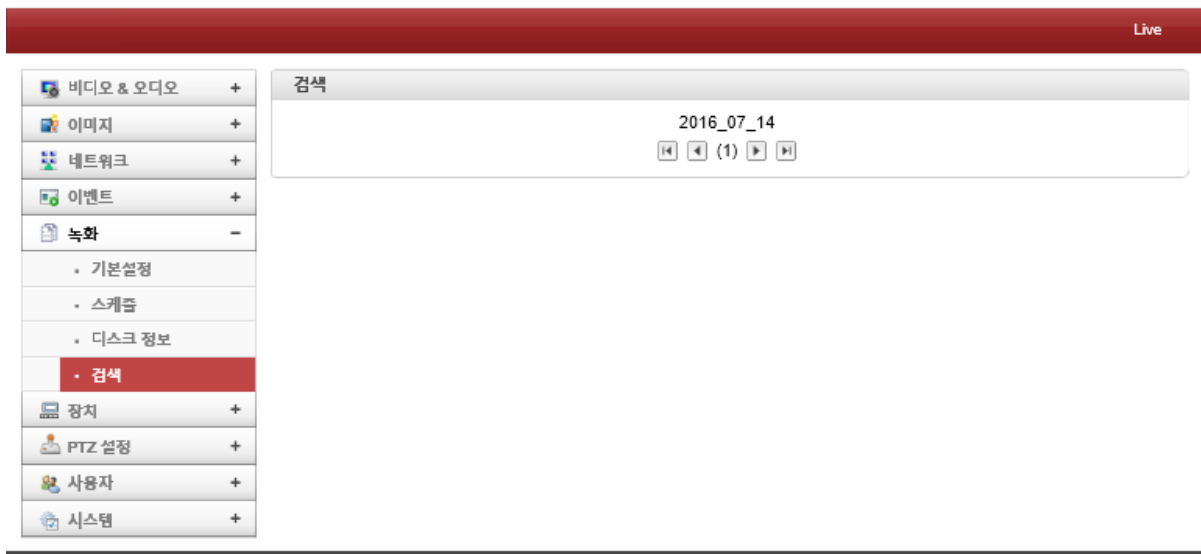 Live
비디오 & 오디오 +
이미지 +
네트워크 +
이벤트 +
녹화 -
기본설정
스케줄
디스크 정보
검색
장치 +
PTZ 설정 +
사용자 +
시스템 +
검색
2016_07_14
(1)